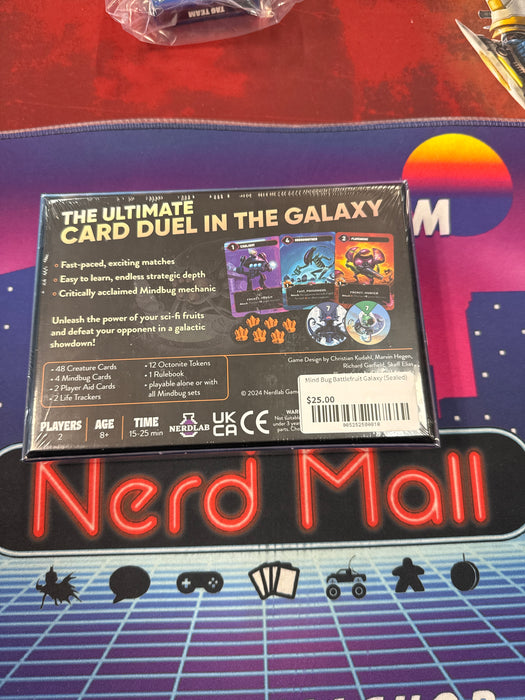 TAG TEAM
THE ULTIMATE
CARD DUEL IN THE GALAXY
Fast-paced, exciting matches
Easy to learn, endless strategic depth
Critically acclaimed Mindbug mechanic
Unleash the power of your sci-fi fruits
and defeat your opponent in a galactic
showdown!
- 48 Creature Cards
- 4 Mindbug Cards
- 2 Player Aid Cards
- 2 Life Trackers
- 12 Octonite Tokens
- 1 Rulebook
- playable alone or with
all Mindbug sets
Game Design by Christian Kudahl, Marvin Hegen,
Richard Garfield, Skaff Elias
© 2024 Nerdlab Games
Mind Bug Battlefruit Galaxy (Sealed)
$25.00
PLAYERS
2
AGE
8+
TIME
15-25 min
NERDLAB
UK
CA
CE
Nerd Mall